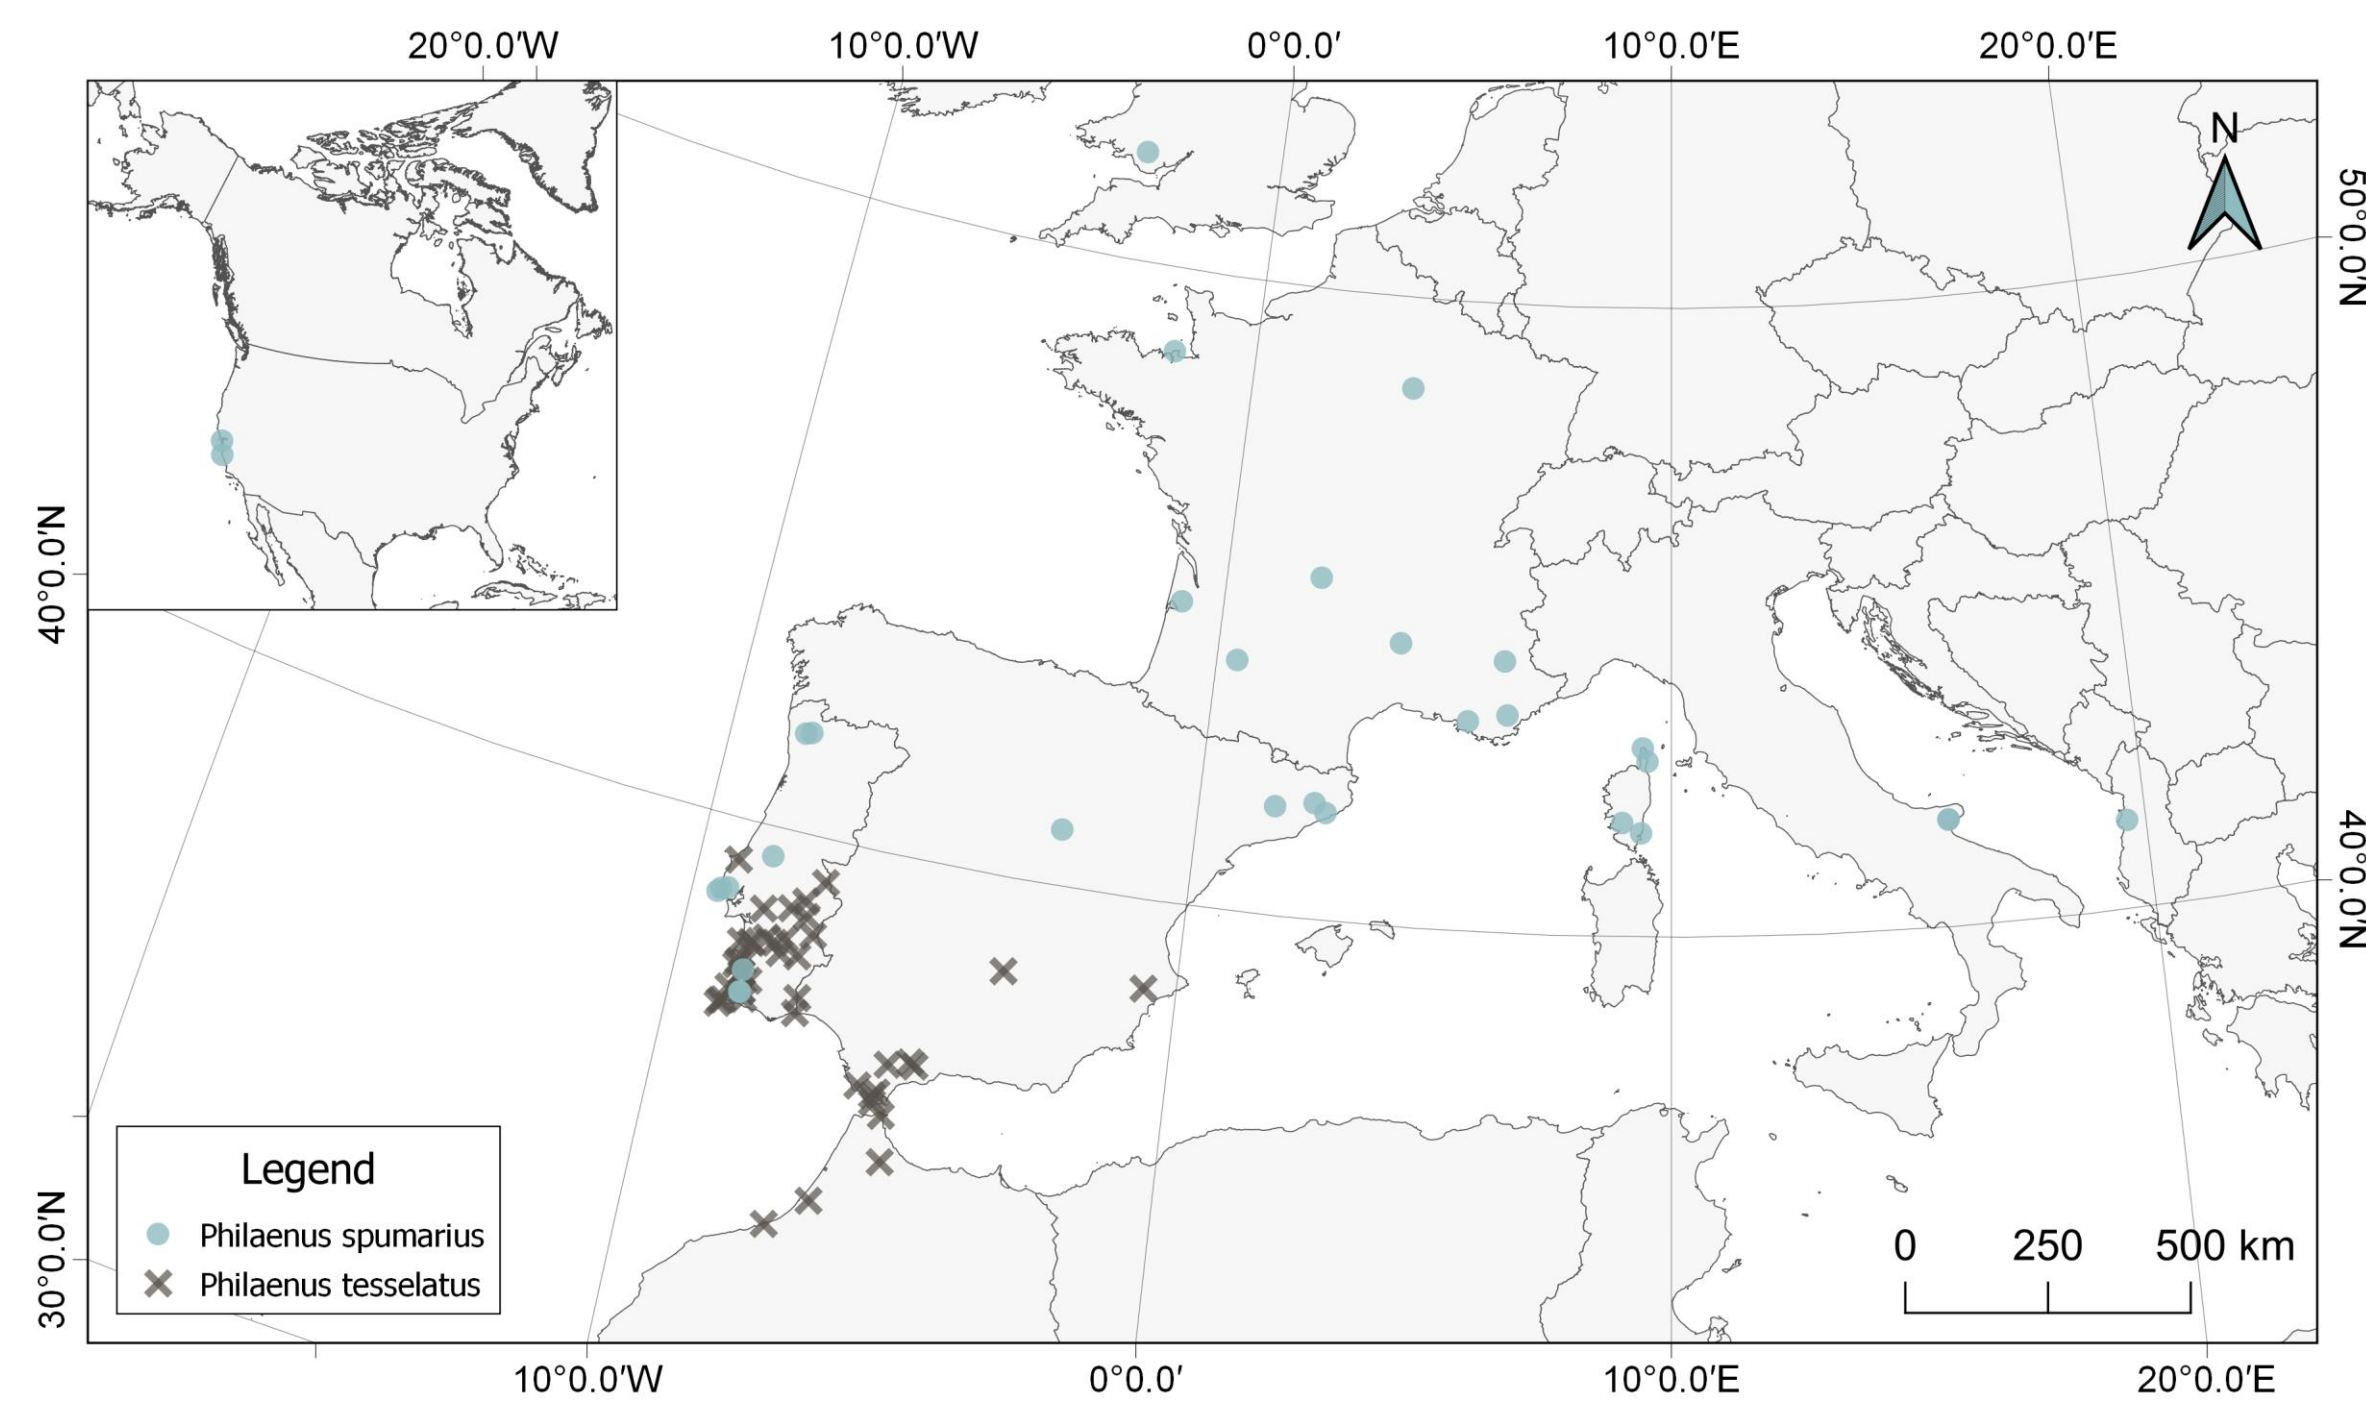 20°0.0′W 10°0.0′W 0°0.0′ 10°0.0′E 20°0.0′E
N
50°0.0′N
40°0.0′N
40°0.0′N
30°0.0′N
Legend
Philaenus spumarius
Philaenus tesselatus
0 250 500 km
10°0.0′W 0°0.0′ 10°0.0′E 20°0.0′E